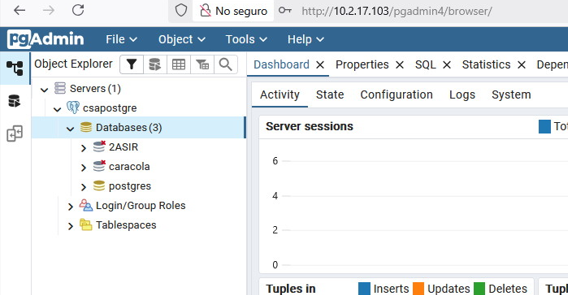 No seguro http://10.2.17.103/pgadmin4/browser/
pgAdmin File Object Tools Help
Object Explorer Dashboard Properties SQL Statistics Depen
Servers (1) Activity State Configuration Logs System
csapostgre
Databases (3) Server sessions Tot
2ASIR
caracola 6
postgres
Login/Group Roles 4
Tablespaces 2
0
Tuples in Inserts Updates Deletes Tupl